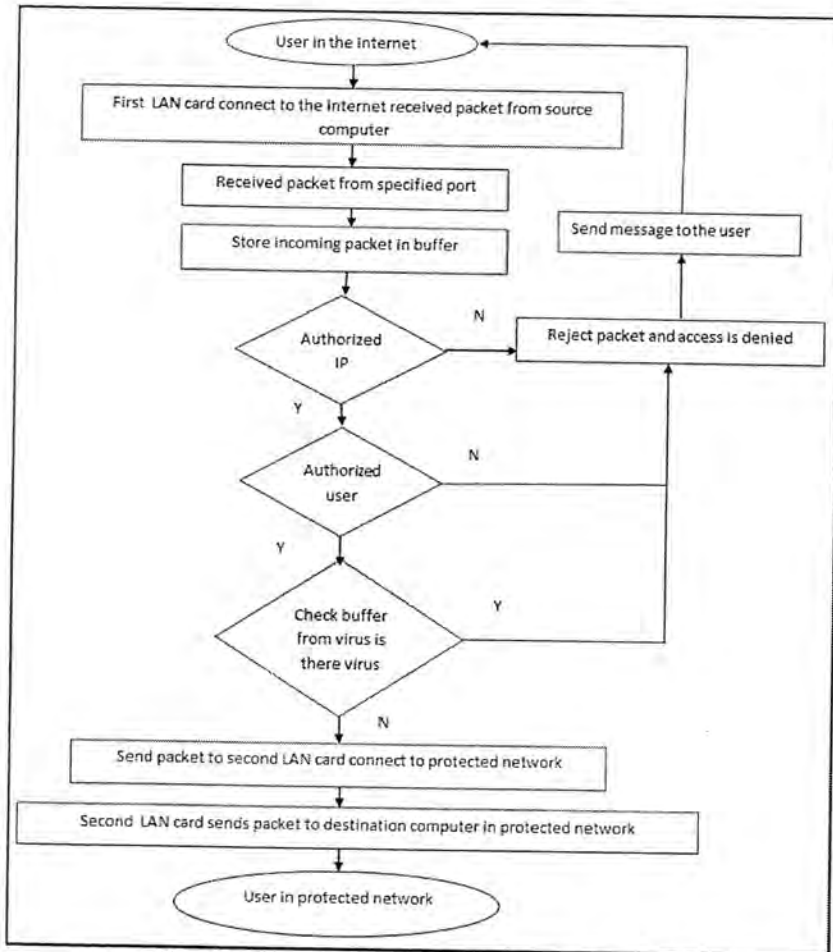 User in the internet
First LAN card connect to the Internet received packet from source
computer
Received packet from specified port
Store incoming packet in buffer
Send message to the user
Authorized
IP
N
Reject packet and access is denied
Y
Authorized
user
N
Y
Check buffer
from virus is
there virus
Y
N
Send packet to second LAN card connect to protected network
Second LAN card sends packet to destination computer in protected network
User in protected network